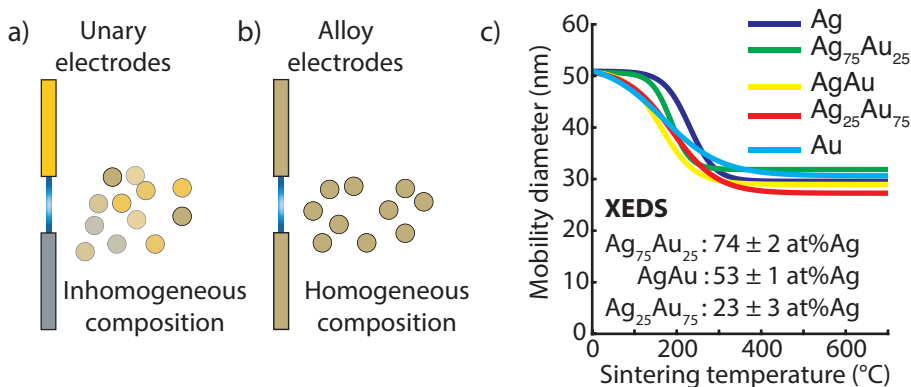 a)
Unary
electrodes
Inhomogeneous
composition
b)
Alloy
electrodes
Homogeneous
composition
c)
Mobility diameter (nm)
60
50
40
30
20
10
0
Ag
Ag₇₅Au₂₅
AgAu
Ag₂₅Au₇₅
Au
XEDS
Ag₇₅Au₂₅ : 74 ± 2 at%Ag
AgAu : 53 ± 1 at%Ag
Ag₂₅Au₇₅ : 23 ± 3 at%Ag
0 200 400 600
Sintering temperature (°C)